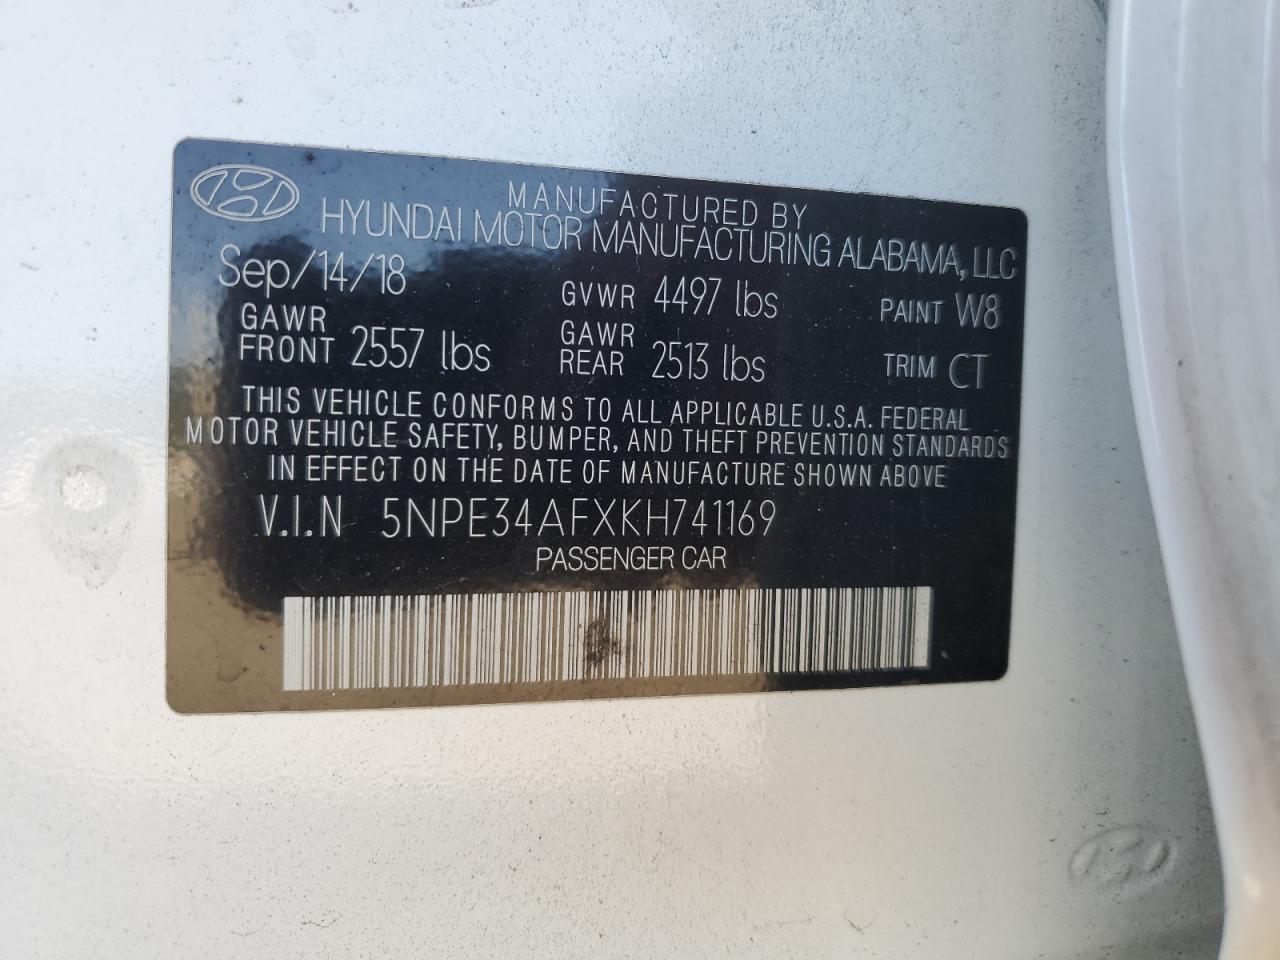 MANUFACTURED BY
HYUNDAI MOTOR MANUFACTURING ALABAMA, LLC
Sep/14/18 GVWR 4497 lbs PAINT W8
GAWR FRONT 2557 lbs GAWR REAR 2513 lbs TRIM CT
THIS VEHICLE CONFORMS TO ALL APPLICABLE U.S.A. FEDERAL
MOTOR VEHICLE SAFETY, BUMPER, AND THEFT PREVENTION STANDARDS
IN EFFECT ON THE DATE OF MANUFACTURE SHOWN ABOVE
V.I.N 5NPE34AFXKH741169
PASSENGER CAR